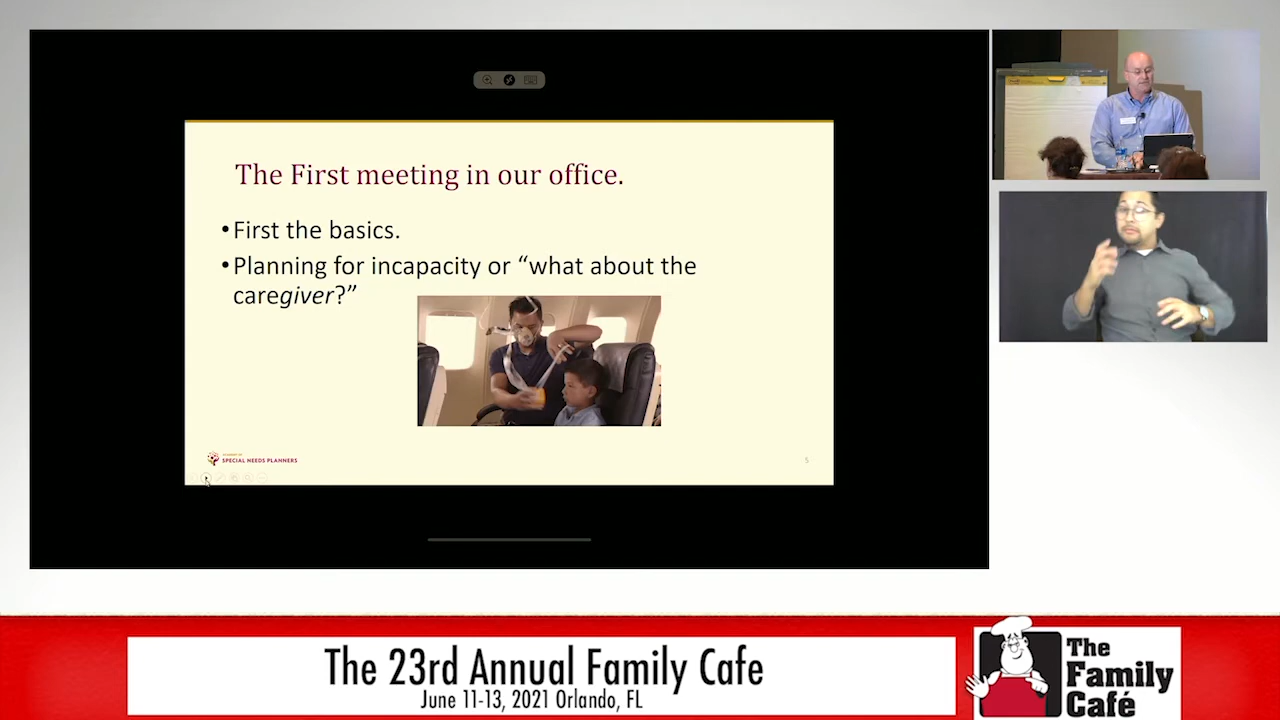 The First meeting in our office.
•First the basics.
•Planning for incapacity or “what about the
caregiver?”
SPECIAL NEEDS PLANNERS
5
The 23rd Annual Family Cafe
June 11-13, 2021 Orlando, FL
The
Family
Café